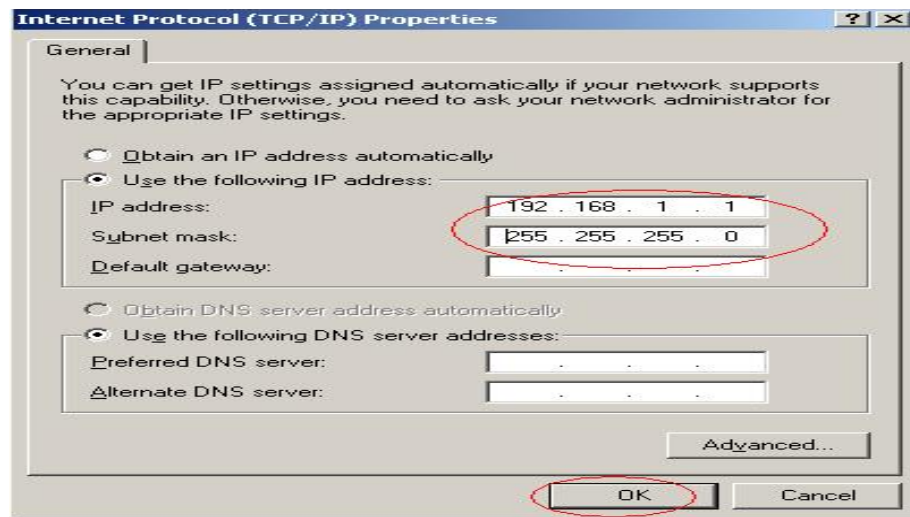 Internet Protocol (TCP/IP) Properties
General
You can get IP settings assigned automatically if your network supports
this capability. Otherwise, you need to ask your network administrator for
the appropriate IP settings.
Obtain an IP address automatically
Use the following IP address:
IP address: 192 . 168 . 1 . 1
Subnet mask: 255 . 255 . 255 . 0
Default gateway: . . .
Obtain DNS server address automatically
Use the following DNS server addresses:
Preferred DNS server: . . .
Alternate DNS server: . . .
Advanced...
OK Cancel